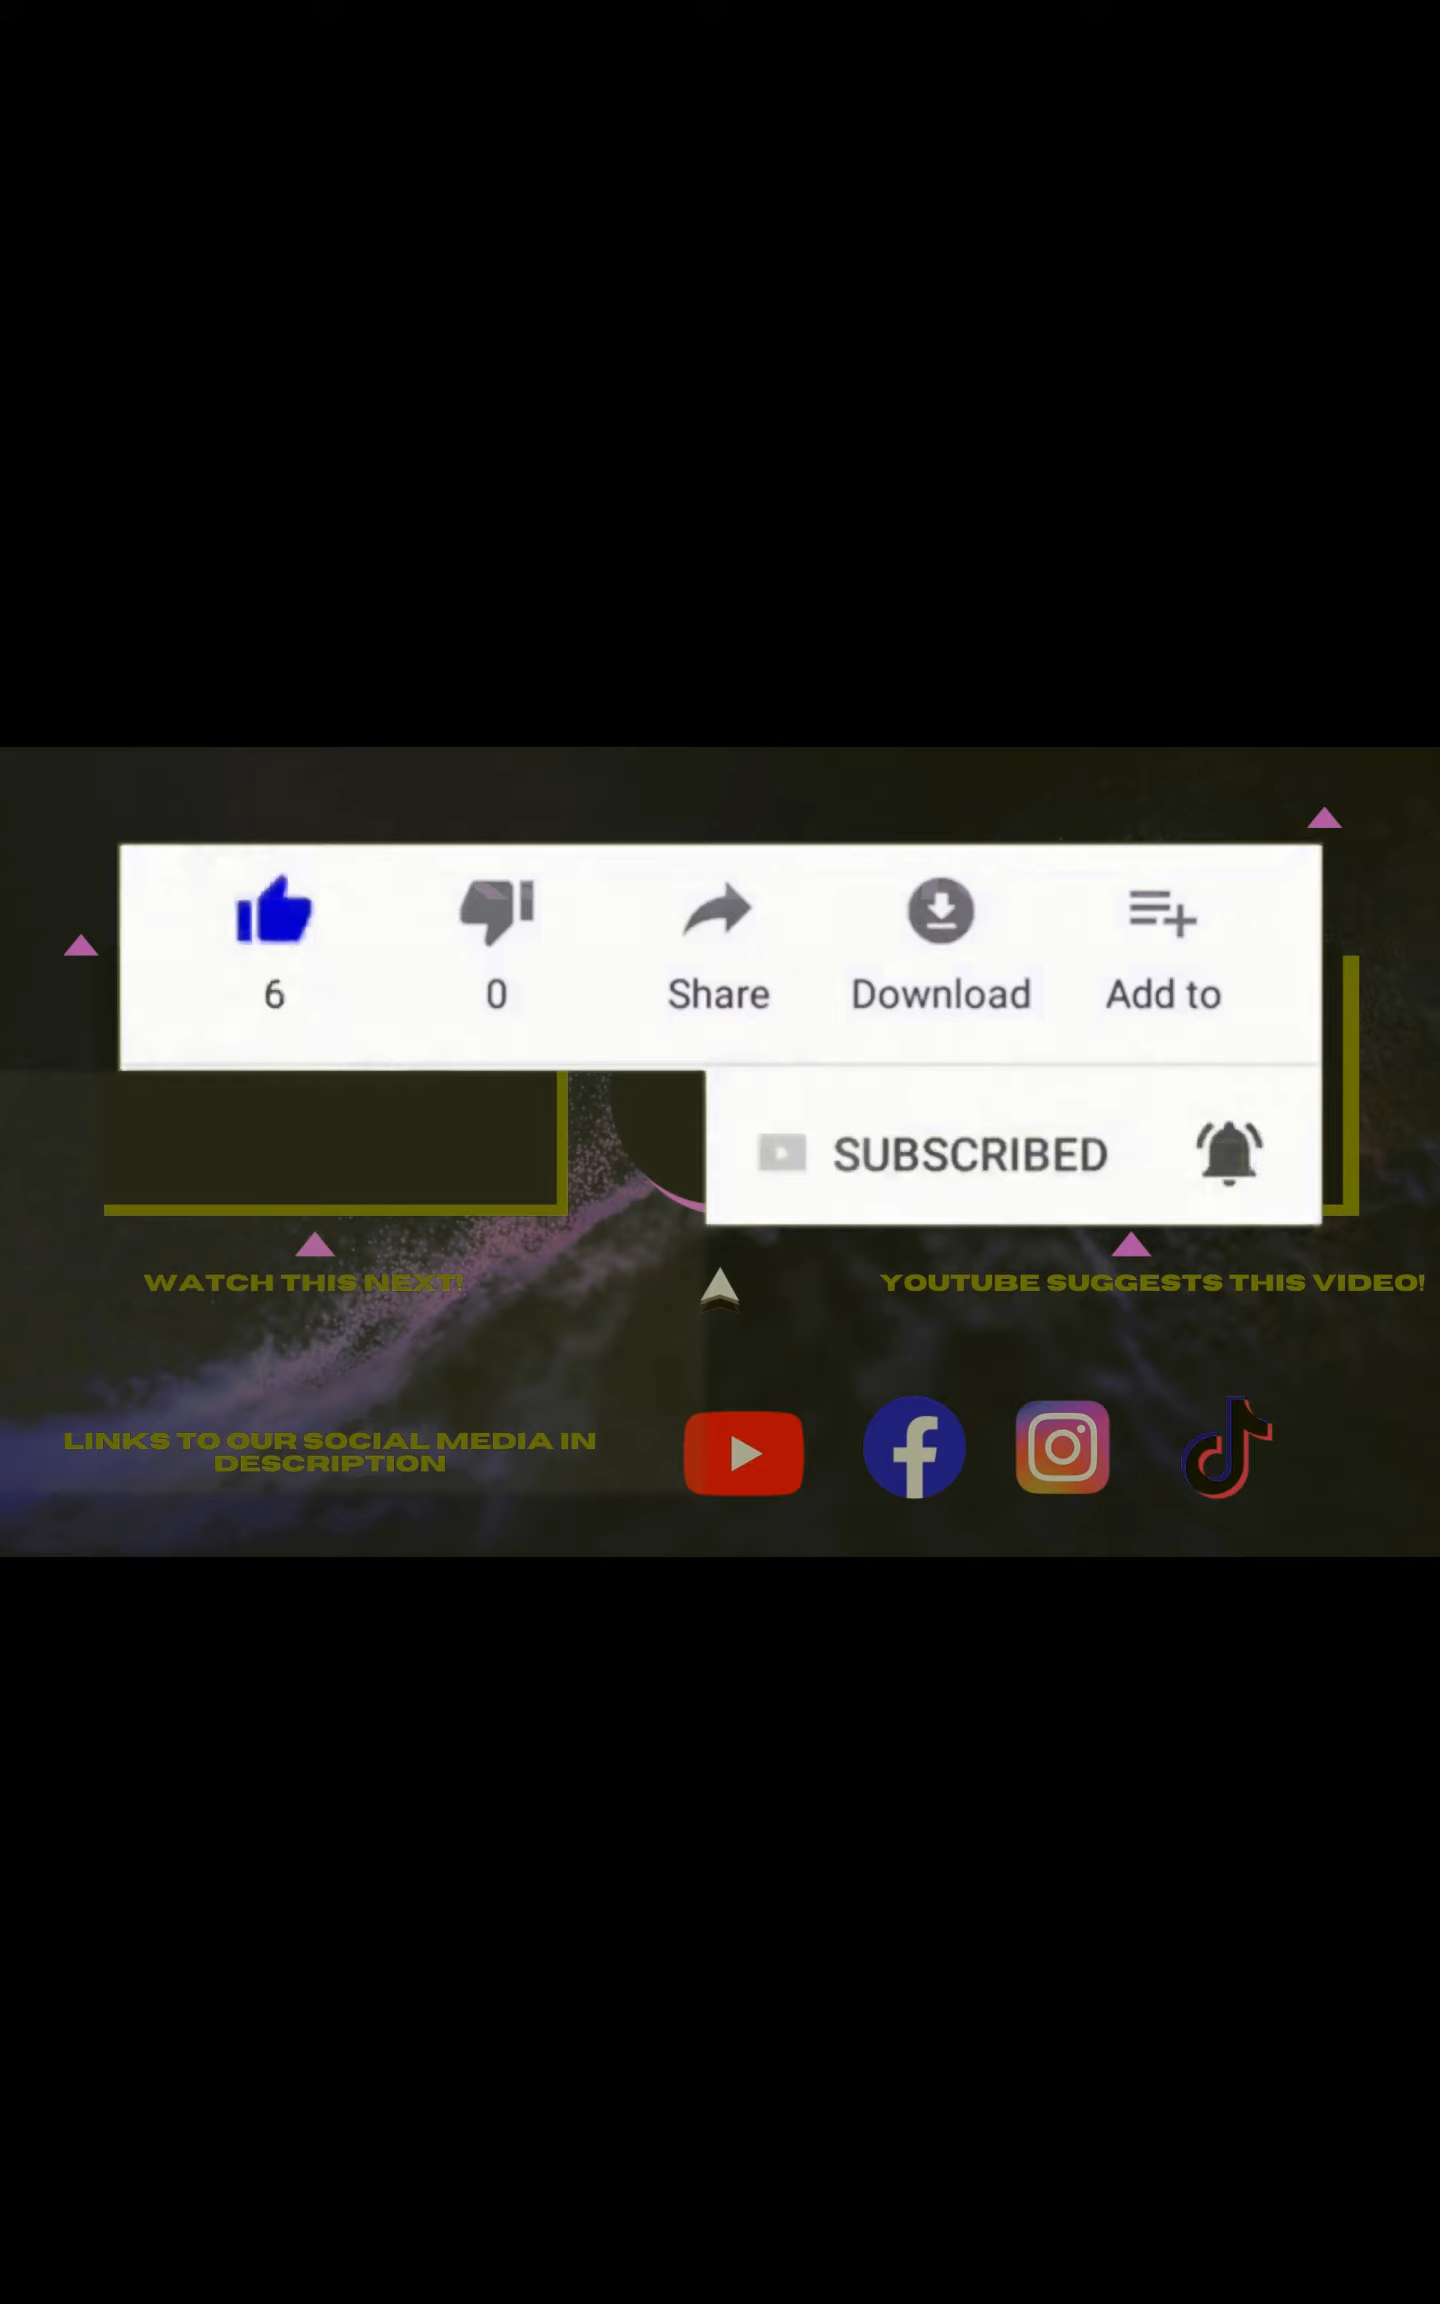 6 0 Share Download Add to
SUBSCRIBED
WATCH THIS NEXT!
YOUTUBE SUGGESTS THIS VIDEO!
LINKS TO OUR SOCIAL MEDIA IN
DESCRIPTION